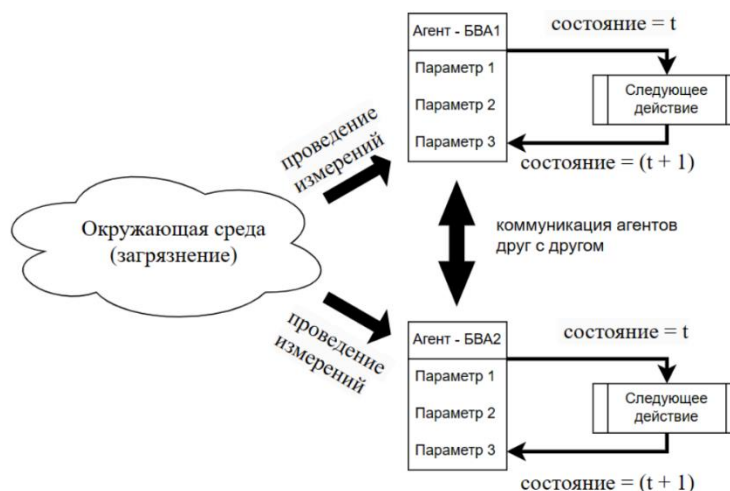 состояние = t
Агент - БВА1
Параметр 1
Параметр 2
Параметр 3
Следующее
действие
состояние = (t + 1)
проведение
измерений
Окружающая среда
(загрязнение)
коммуникация агентов
друг с другом
проведение
измерений
состояние = t
Агент - БВА2
Параметр 1
Параметр 2
Параметр 3
Следующее
действие
состояние = (t + 1)